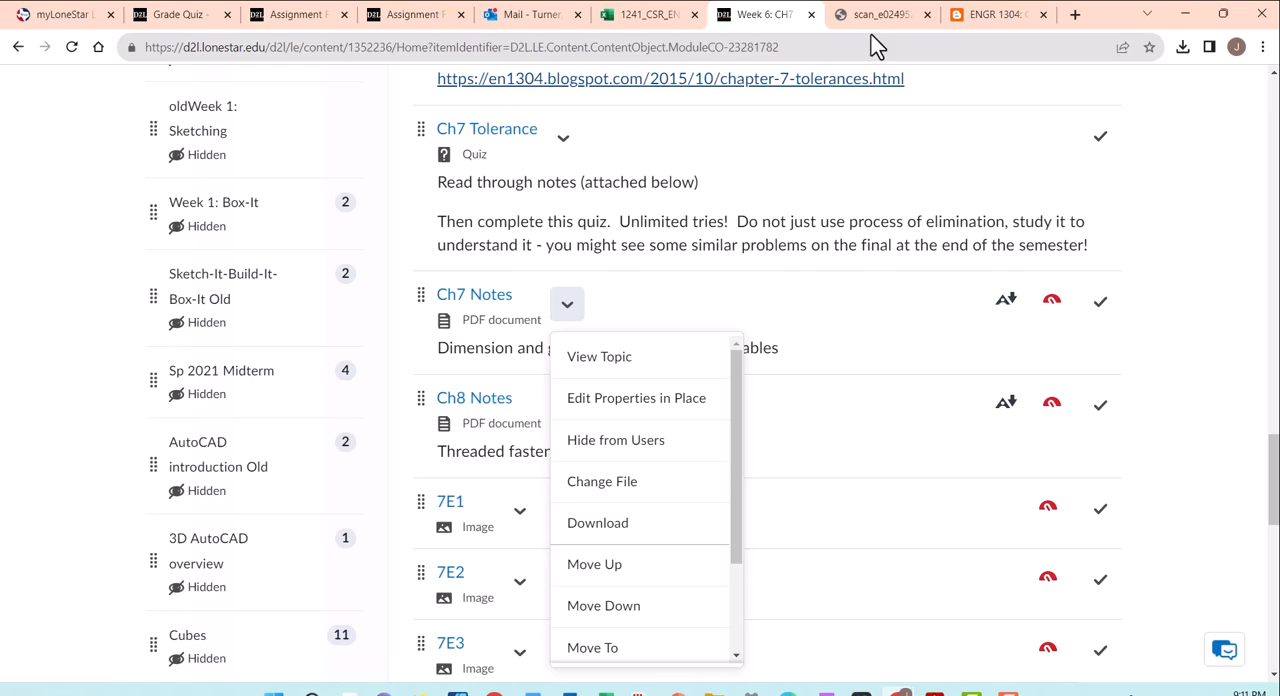 myLoneStar L
Grade Quiz -
Assignment F
Assignment F
Mail - Turner,
1241_CSR_EN
Week 6: CH7
scan_e02495
ENGR 1304: C
https://d2l.lonestar.edu/d2l/le/content/1352236/Home?itemIdentifier=D2L.LE.Content.ContentObject.ModuleCO-23281782
J
oldWeek 1:
Sketching
Hidden
Week 1: Box-It
2
Hidden
Sketch-It-Build-It-
2
Box-It Old
Hidden
Sp 2021 Midterm
4
Hidden
AutoCAD
2
introduction Old
Hidden
3D AutoCAD
1
overview
Hidden
Cubes
11
Hidden
https://en1304.blogspot.com/2015/10/chapter-7-tolerances.html
Ch7 Tolerance
Quiz
Read through notes (attached below)
Then complete this quiz. Unlimited tries! Do not just use process of elimination, study it to
understand it - you might see some similar problems on the final at the end of the semester!
Ch7 Notes
PDF document
Dimension and
ables
Ch8 Notes
PDF document
Threaded faster
7E1
Image
7E2
Image
7E3
Image
View Topic
Edit Properties in Place
Hide from Users
Change File
Download
Move Up
Move Down
Move To
9:11 PM